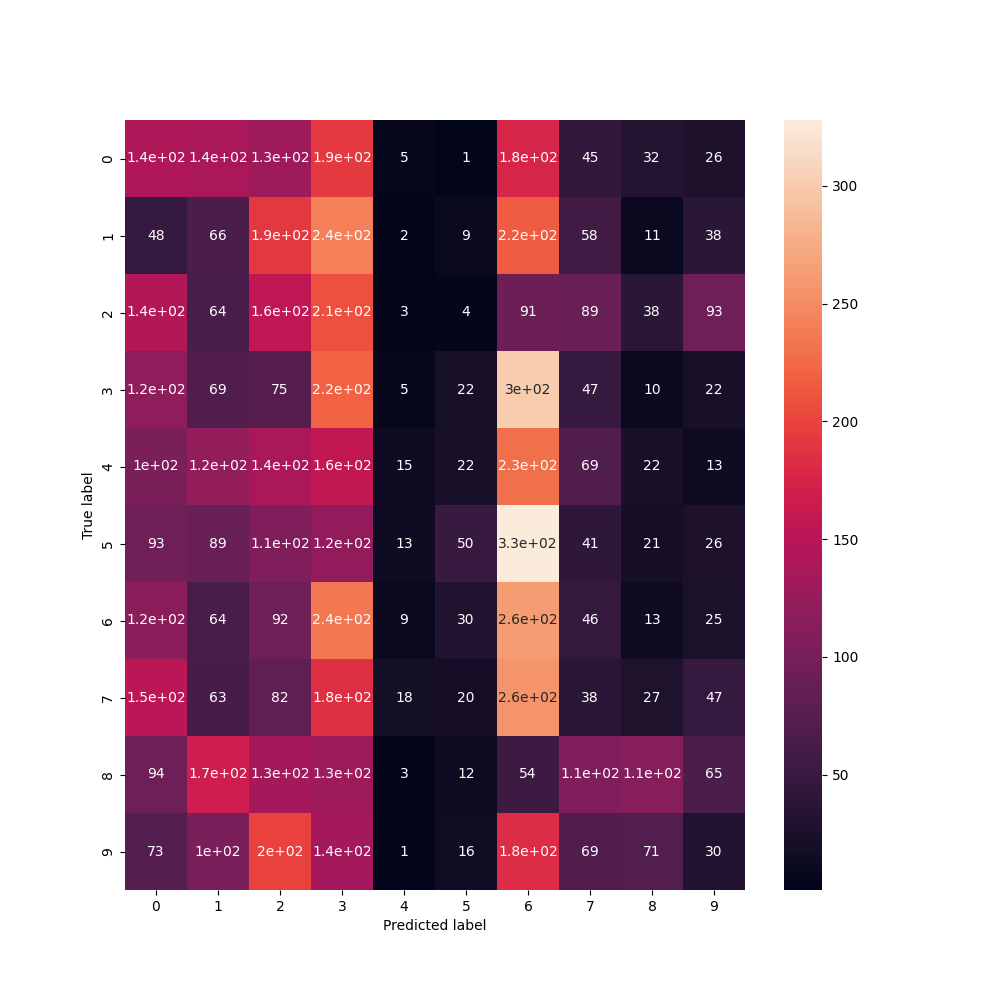 0 1.4e+02 1.4e+02 1.3e+02 1.9e+02 5 1 1.8e+02 45 32 26
1 48 66 1.9e+02 2.4e+02 2 9 2.2e+02 58 11 38
2 1.4e+02 64 1.6e+02 2.1e+02 3 4 91 89 38 93
3 1.2e+02 69 75 2.2e+02 5 22 3e+02 47 10 22
4 1e+02 1.2e+02 1.4e+02 1.6e+02 15 22 2.3e+02 69 22 13
5 93 89 1.1e+02 1.2e+02 13 50 3.3e+02 41 21 26
6 1.2e+02 64 92 2.4e+02 9 30 2.6e+02 46 13 25
7 1.5e+02 63 82 1.8e+02 18 20 2.6e+02 38 27 47
8 94 1.7e+02 1.3e+02 1.3e+02 3 12 54 1.1e+02 1.1e+02 65
9 73 1e+02 2e+02 1.4e+02 1 16 1.8e+02 69 71 30
0 1 2 3 4 5 6 7 8 9
Predicted label
True label
300
250
200
150
100
50